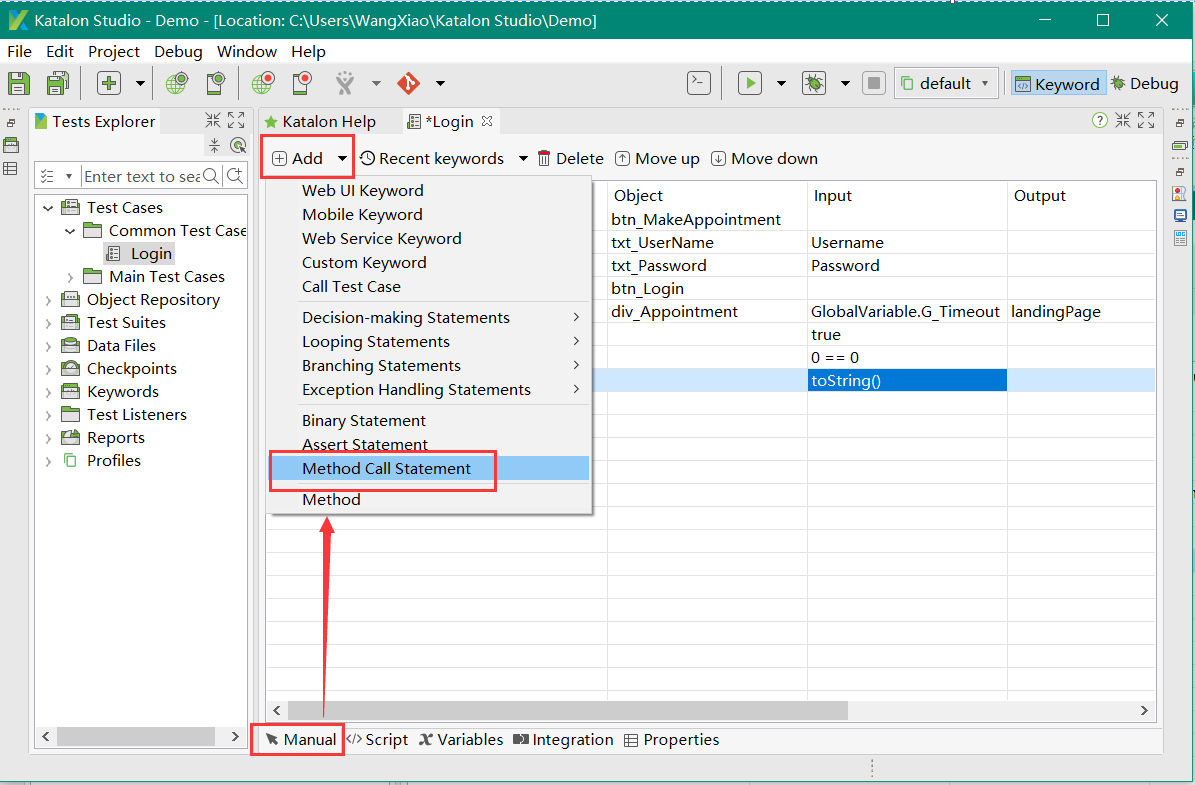 Katalon Studio - Demo - [Location: C:\Users\WangXiao\Katalon Studio\Demo]
File Edit Project Debug Window Help
default
Keyword
Debug
Tests Explorer
Enter text to sea
Test Cases
Common Test Case
Login
Main Test Cases
Object Repository
Test Suites
Data Files
Checkpoints
Keywords
Test Listeners
Reports
Profiles
Katalon Help
*Login
Add
Recent keywords
Delete
Move up
Move down
Web UI Keyword
Mobile Keyword
Web Service Keyword
Custom Keyword
Call Test Case
Decision-making Statements
Looping Statements
Branching Statements
Exception Handling Statements
Binary Statement
Assert Statement
Method Call Statement
Method
Object Input Output
btn_MakeAppointment
txt_UserName Username
txt_Password Password
btn_Login
div_Appointment GlobalVariable.G_Timeout landingPage
true
0 == 0
toString()
Manual
Script
Variables
Integration
Properties